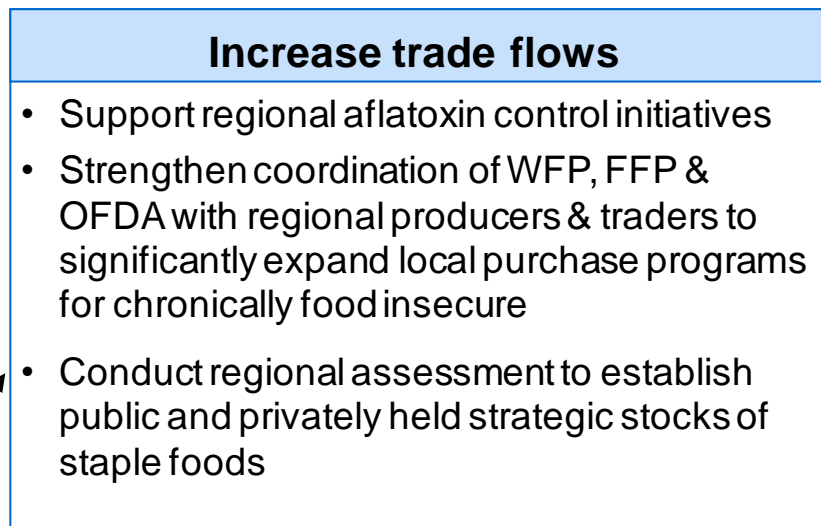 Increase trade flows
• Support regional aflatoxin control initiatives
• Strengthen coordination of WFP, FFP &
OFDA with regional producers & traders to
significantly expand local purchase programs
for chronically food insecure
• Conduct regional assessment to establish
public and privately held strategic stocks of
staple foods